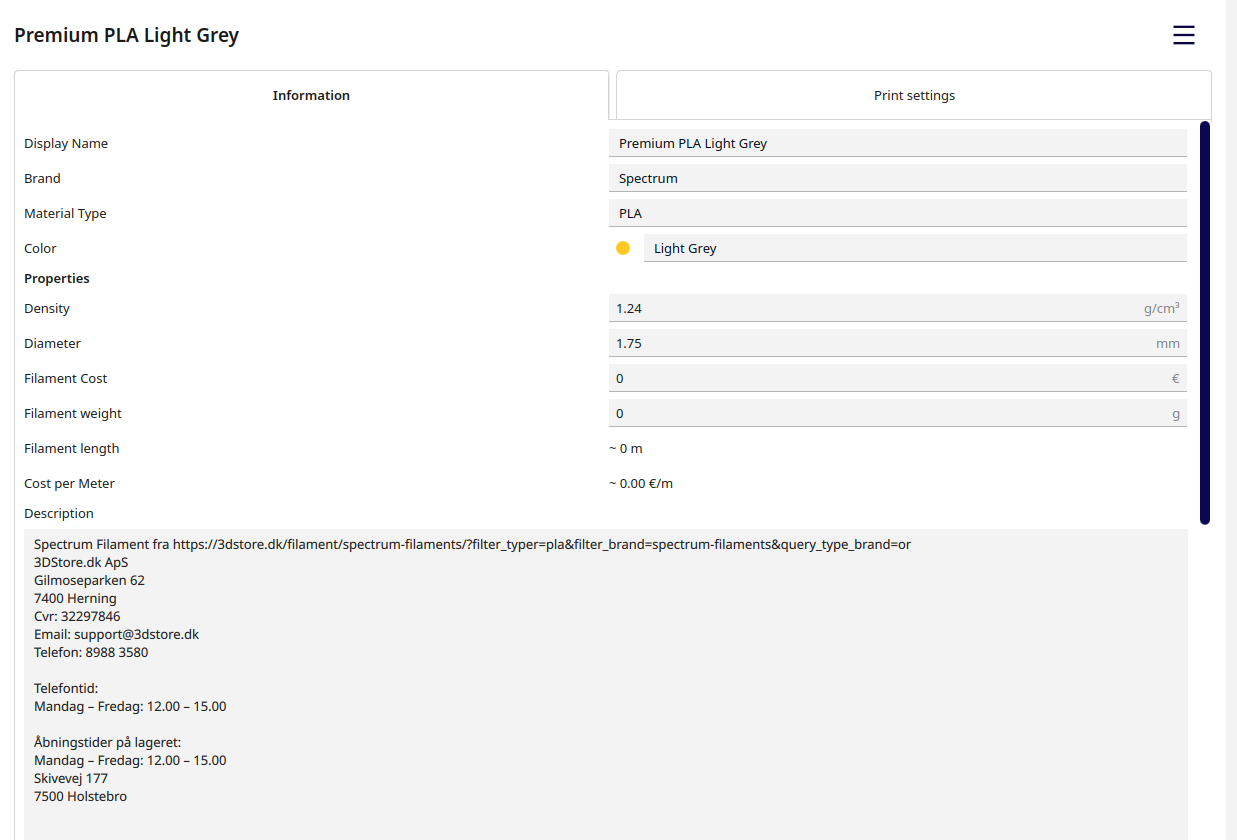 Premium PLA Light Grey
Information
Print settings
Display Name
Premium PLA Light Grey
Brand
Spectrum
Material Type
PLA
Color
Light Grey
Properties
Density
1.24 g/cm³
Diameter
1.75 mm
Filament Cost
0 €
Filament weight
0 g
Filament length
~ 0 m
Cost per Meter
~ 0.00 €/m
Description
Spectrum Filament fra https://3dstore.dk/filament/spectrum-filaments/?filter_typer=pla&filter_brand=spectrum-filaments&query_type_brand=or
3DStore.dk ApS
Gilmoseparken 62
7400 Herning
Cvr: 32297846
Email: support@3dstore.dk
Telefon: 8988 3580
Telefontid:
Mandag – Fredag: 12.00 – 15.00
Åbningstider på lageret:
Mandag – Fredag: 12.00 – 15.00
Skivevej 177
7500 Holstebro